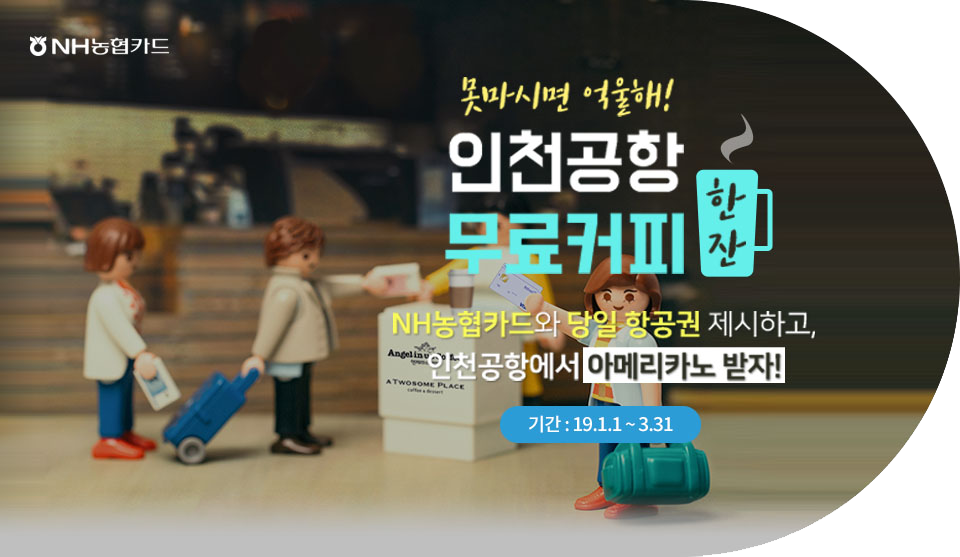 NH농협카드
못마시면 억울해!
인천공항
무료커피
한
잔
NH농협카드와 당일 항공권 제시하고,
인천공항에서 아메리카노 받자!
A TWOSOME PLACE
coffee & dessert
기간 : 19.1.1 ~ 3.31